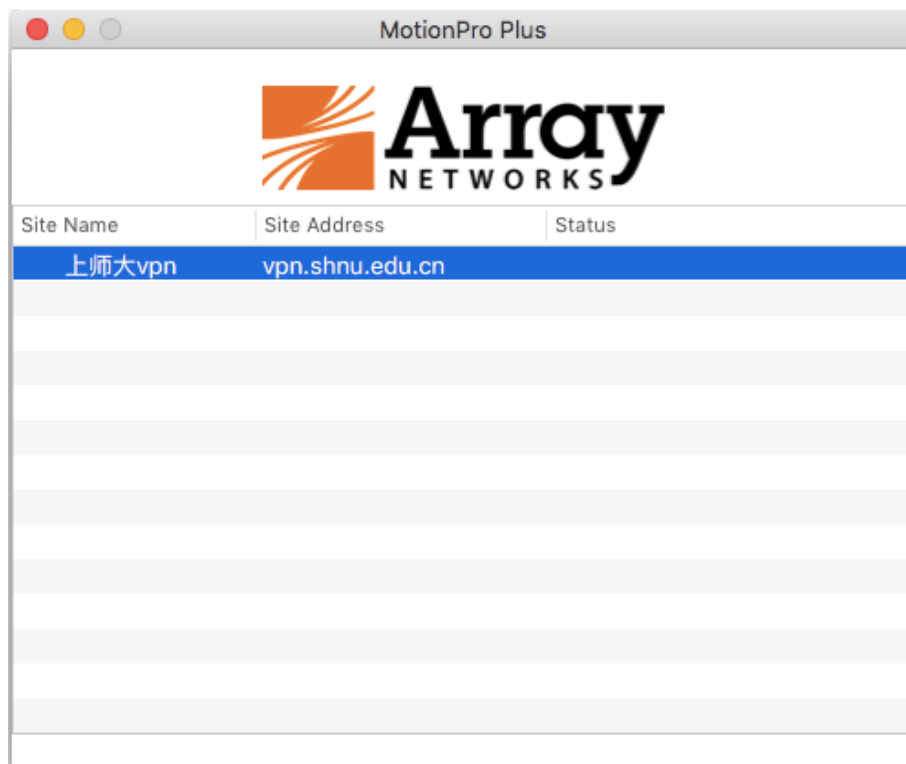 MotionPro Plus
Array
NETWORKS
Site Name Site Address Status
上师大vpn vpn.shnu.edu.cn